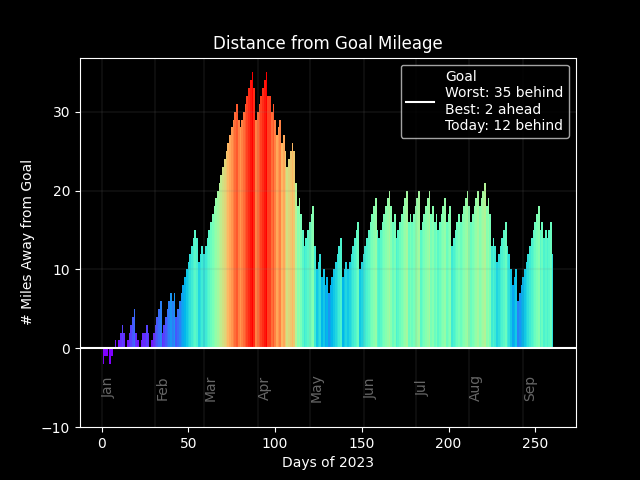 Distance from Goal Mileage
Goal
Worst: 35 behind
Best: 2 ahead
Today: 12 behind
# Miles Away from Goal
30
20
10
0
−10
Jan
Feb
Mar
Apr
May
Jun
Jul
Aug
Sep
0
50
100
150
200
250
Days of 2023